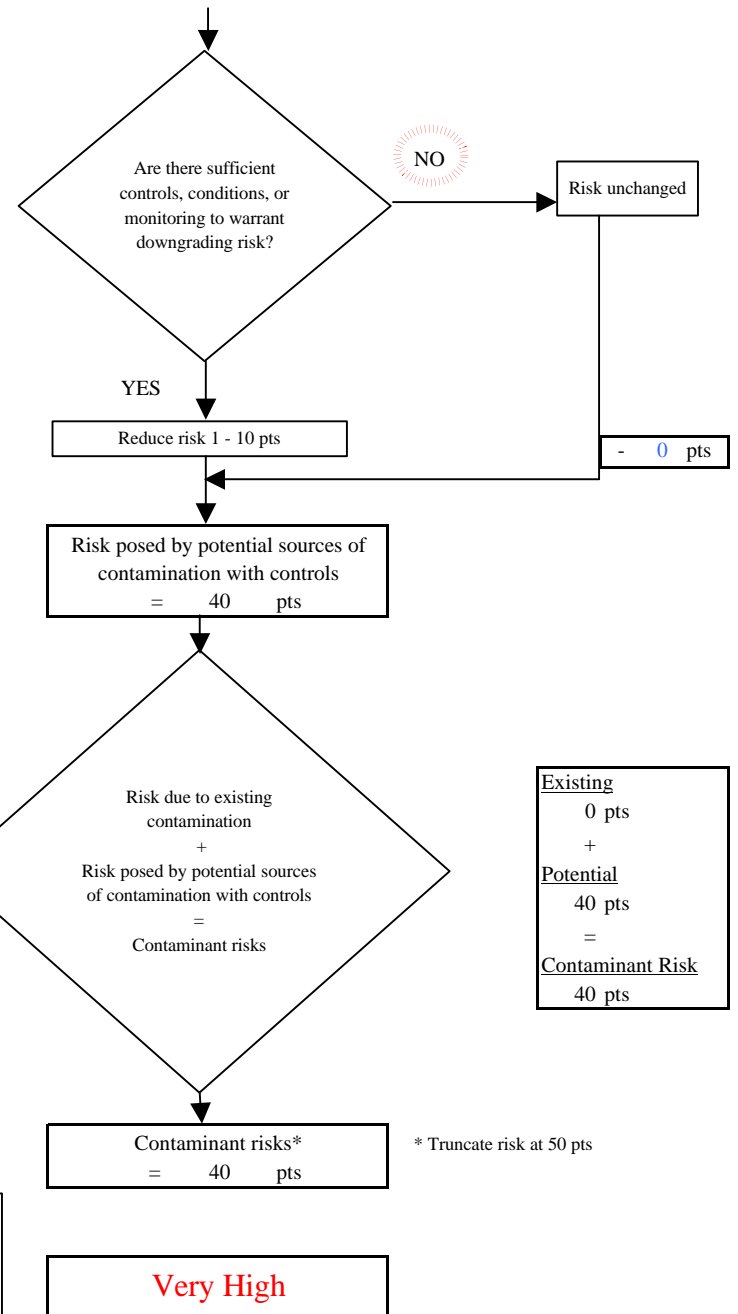 Are there sufficient
controls, conditions, or
monitoring to warrant
downgrading risk?
NO
Risk unchanged
YES
Reduce risk 1 - 10 pts
- 0 pts
Risk posed by potential sources of
contamination with controls
= 40 pts
Risk due to existing
contamination
+
Risk posed by potential sources
of contamination with controls
=
Contaminant risks
Existing
0 pts
+
Potential
40 pts
=
Contaminant Risk
40 pts
Contaminant risks*
= 40 pts
* Truncate risk at 50 pts
Very High